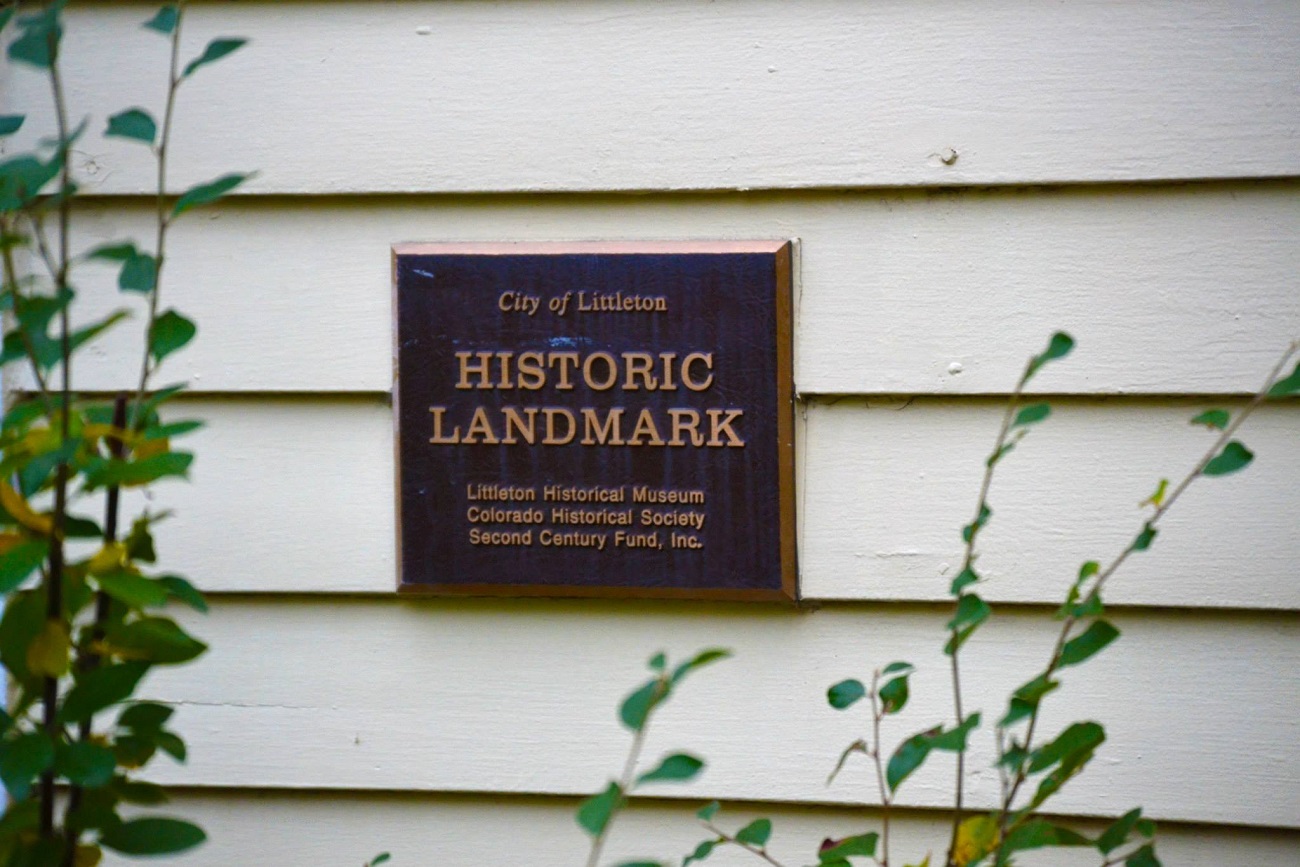 City of Littleton
HISTORIC
LANDMARK
Littleton Historical Museum
Colorado Historical Society
Second Century Fund, Inc.